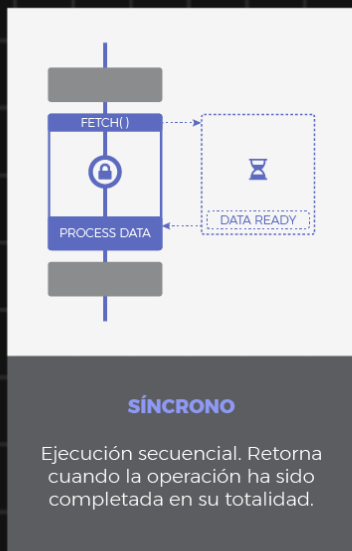 FETCH( )
PROCESS DATA
DATA READY
SÍNCRONO
Ejecución secuencial. Retorna
cuando la operación ha sido
completada en su totalidad.